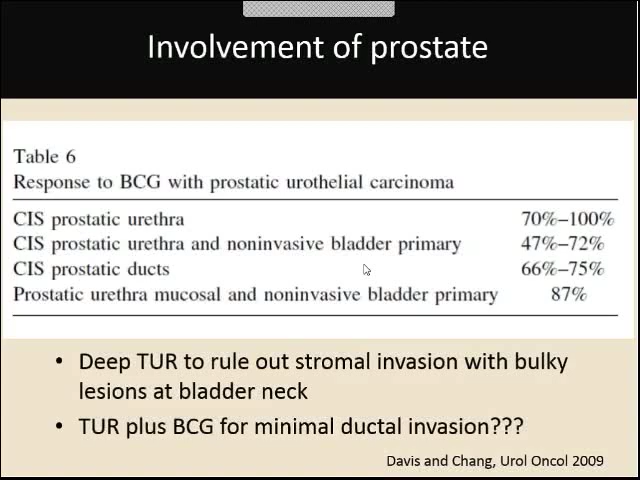 Involvement of prostate
Table 6
Response to BCG with prostatic urothelial carcinoma
CIS prostatic urethra 70%–100%
CIS prostatic urethra and noninvasive bladder primary 47%–72%
CIS prostatic ducts 66%–75%
Prostatic urethra mucosal and noninvasive bladder primary 87%
• Deep TUR to rule out stromal invasion with bulky
lesions at bladder neck
• TUR plus BCG for minimal ductal invasion???
Davis and Chang, Urol Oncol 2009